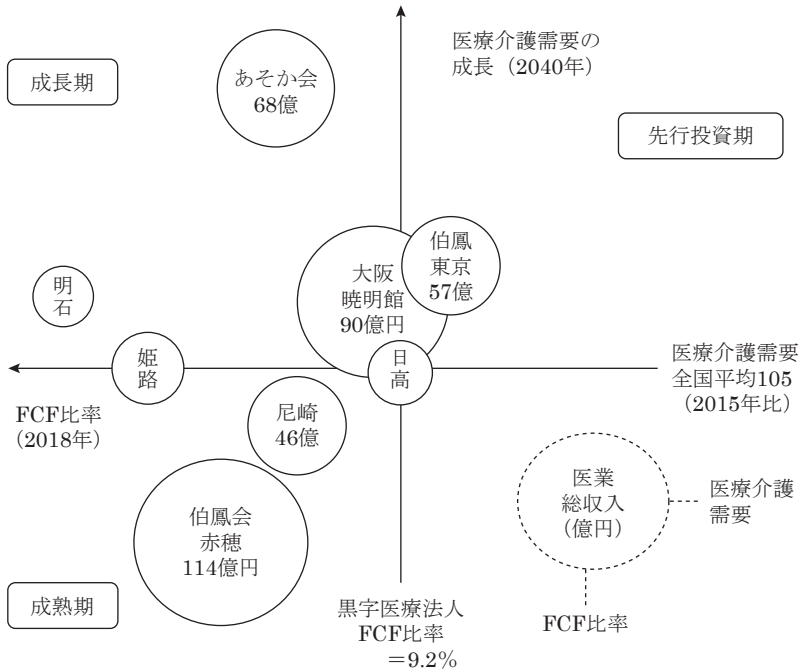 医療介護需要の
成長（2040年）
成長期
あそか会
68億
先行投資期
伯鳳
東京
57億
大阪
暁明館
90億円
明
石
姫
路
日
高
医療介護需要
全国平均105
（2015年比）
FCF比率
（2018年）
尼崎
46億
医業
総収入
（億円）
医療介護
需要
伯鳳会
赤穂
114億円
成熟期
黒字医療法人
FCF比率
＝9.2%
FCF比率